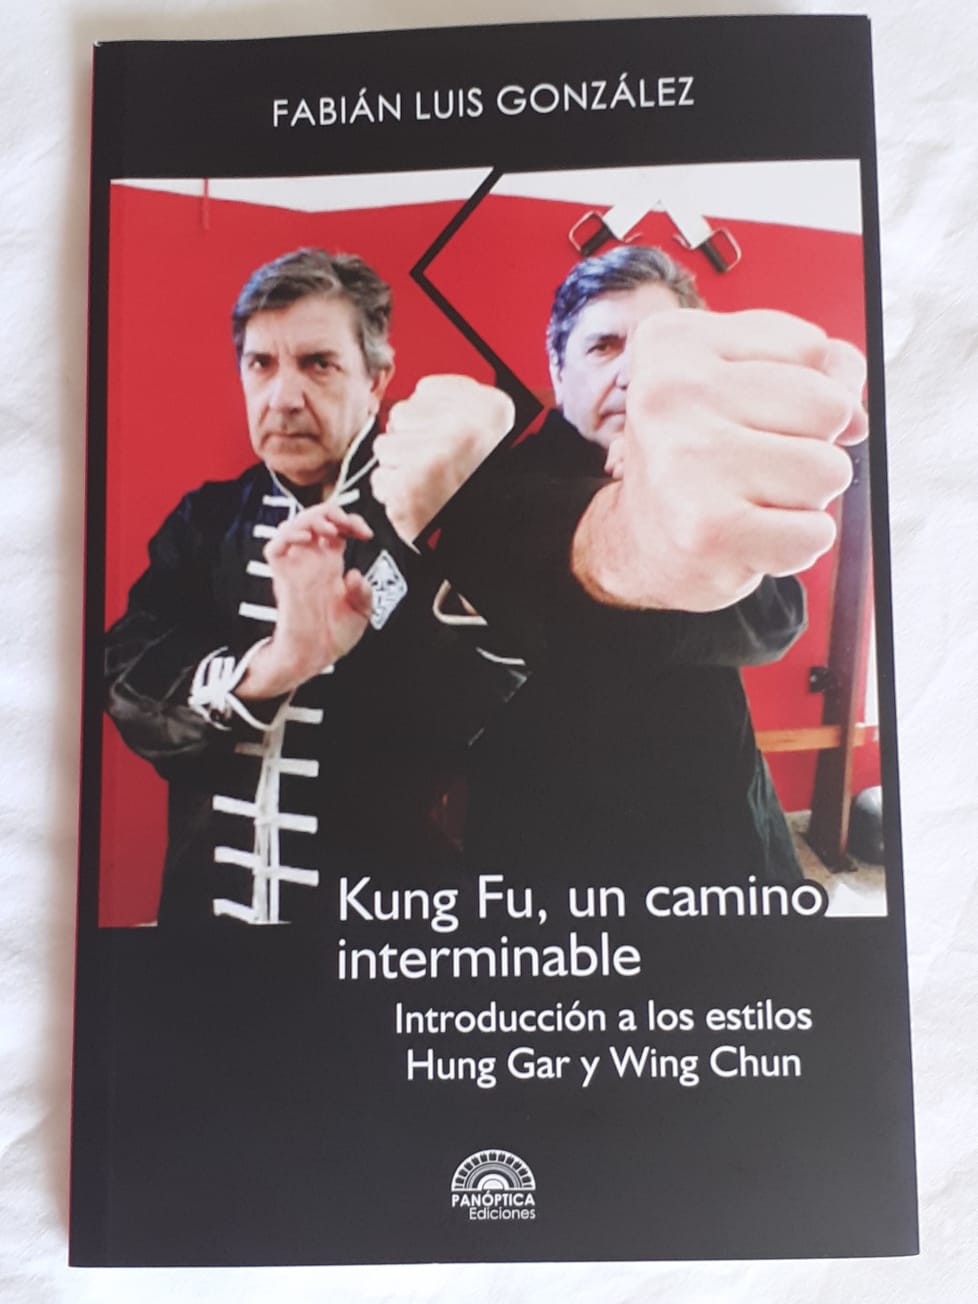 FABIÁN LUIS GONZÁLEZ
Kung Fu, un camino
interminable
Introducción a los estilos
Hung Gar y Wing Chun
PANÓPTICA
Ediciones